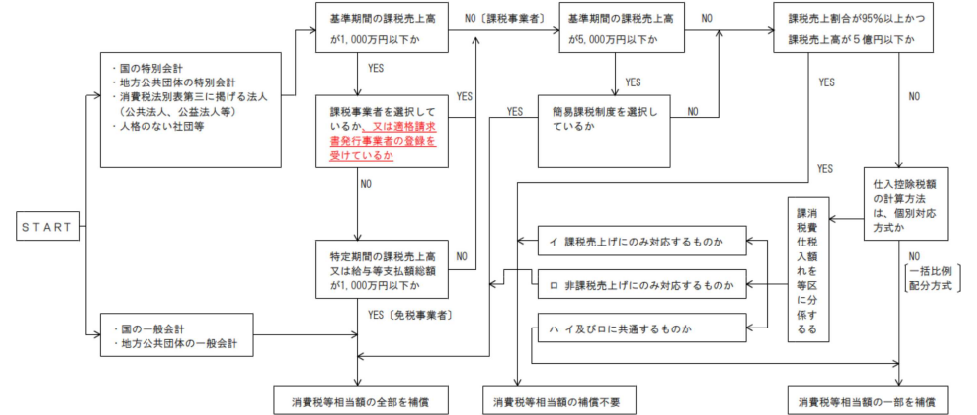 START
・国の特別会計
・地方公共団体の特別会計
・消費税法別表第三に掲げる法人
（公共法人、公益法人等）
・人格のない社団等
・国の一般会計
・地方公共団体の一般会計
基準期間の課税売上高
が1,000万円以下か
NO〔課税事業者〕
YES
課税事業者を選択して
いるか、又は適格請求
書発行事業者の登録を
受けているか
YES
NO
特定期間の課税売上高
又は給与等支払額総額
が1,000万円以下か
NO
YES〔免税事業者〕
基準期間の課税売上高
が5,000万円以下か
NO
YES
簡易課税制度を選択し
ているか
YES
NO
課税売上割合が95％以上かつ
課税売上高が５億円以下か
YES
NO
YES
仕入控除税額
の計算方法
は、個別対応
方式か
NO
〔一括比例
配分方式〕
課税仕入れ等に係る
消費税額を区分する
イ 課税売上げにのみ対応するものか
ロ 非課税売上げにのみ対応するものか
ハ イ及びロに共通するものか
消費税等相当額の全部を補償
消費税等相当額の補償不要
消費税等相当額の一部を補償